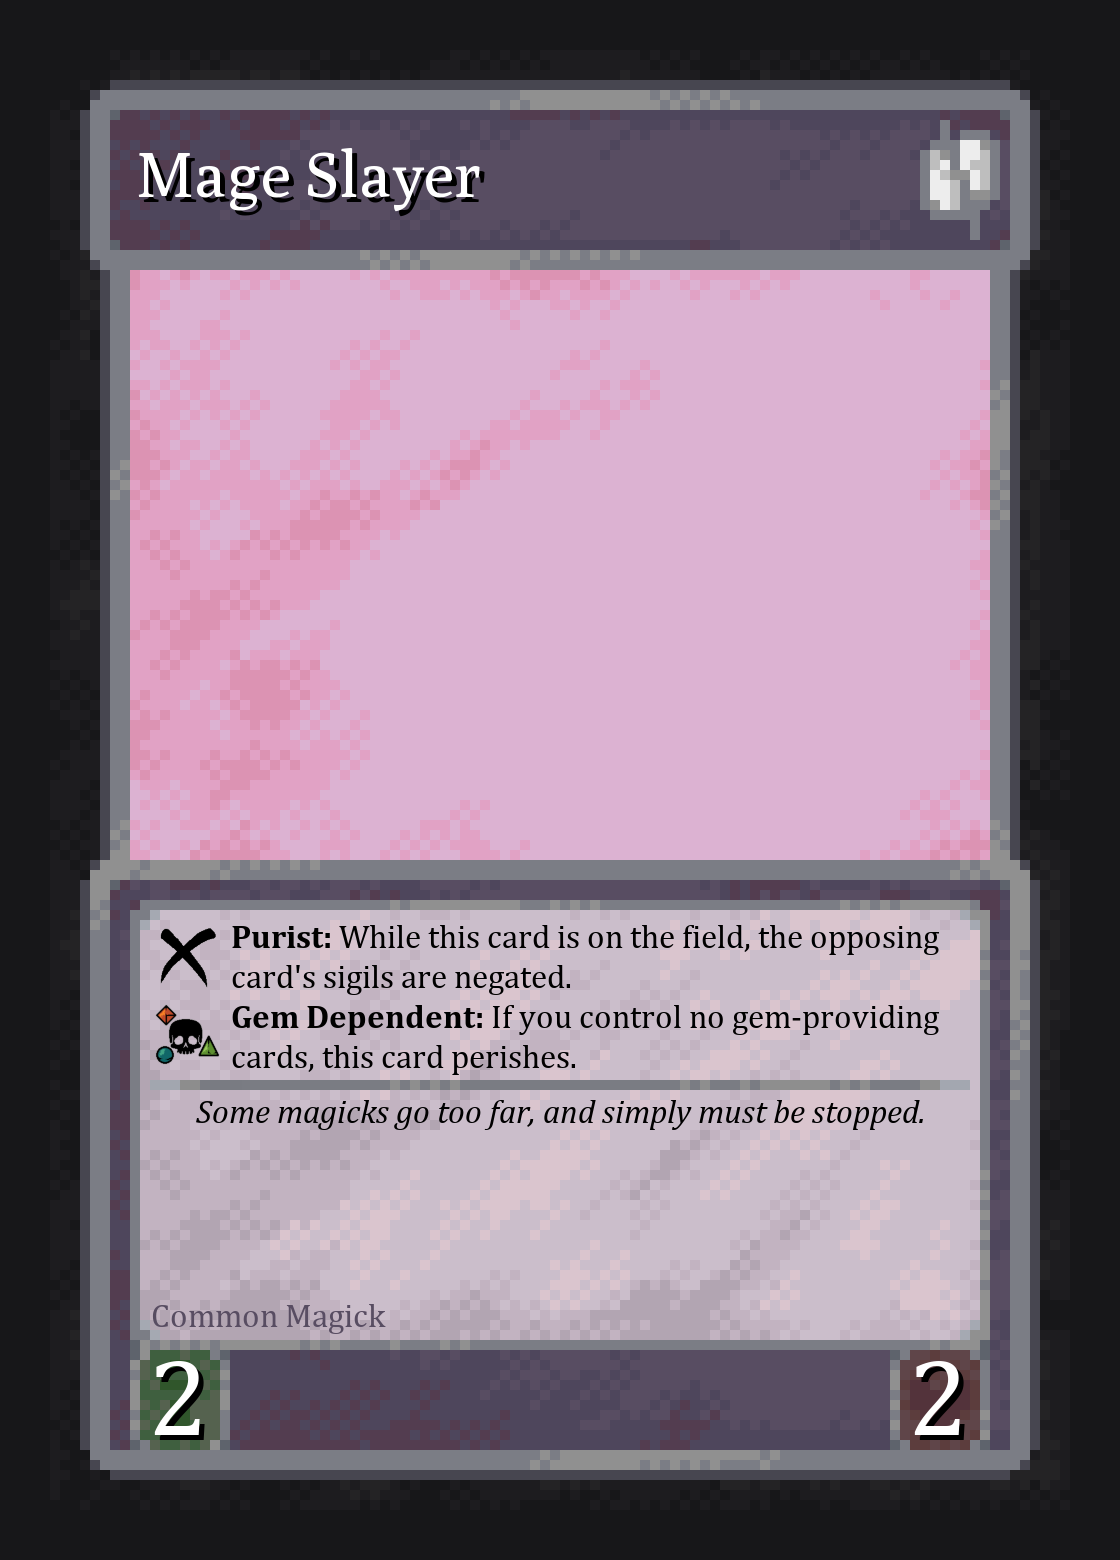 Mage Slayer
Purist: While this card is on the field, the opposing
card's sigils are negated.
Gem Dependent: If you control no gem-providing
cards, this card perishes.
Some magicks go too far, and simply must be stopped.
Common Magick
2
2